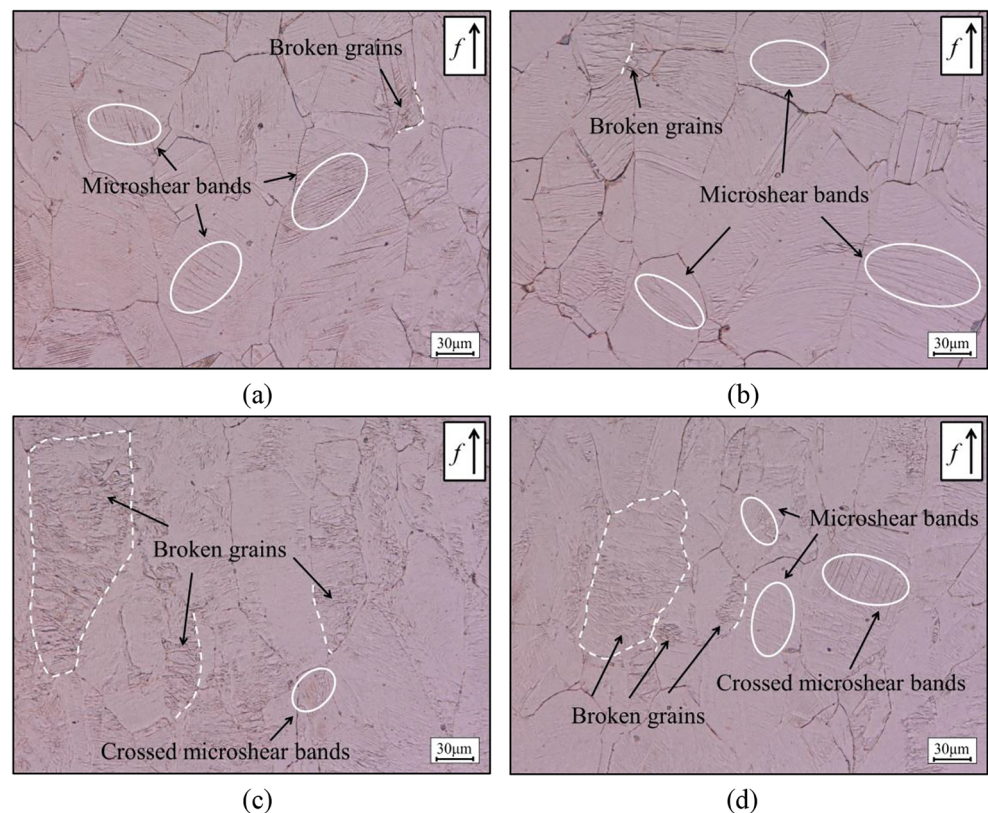 Broken grains
f
Microshear bands
30μm
(a)
f
Broken grains
Microshear bands
30μm
(b)
f
Broken grains
Crossed microshear bands
30μm
(c)
f
Microshear bands
Crossed microshear bands
Broken grains
30μm
(d)